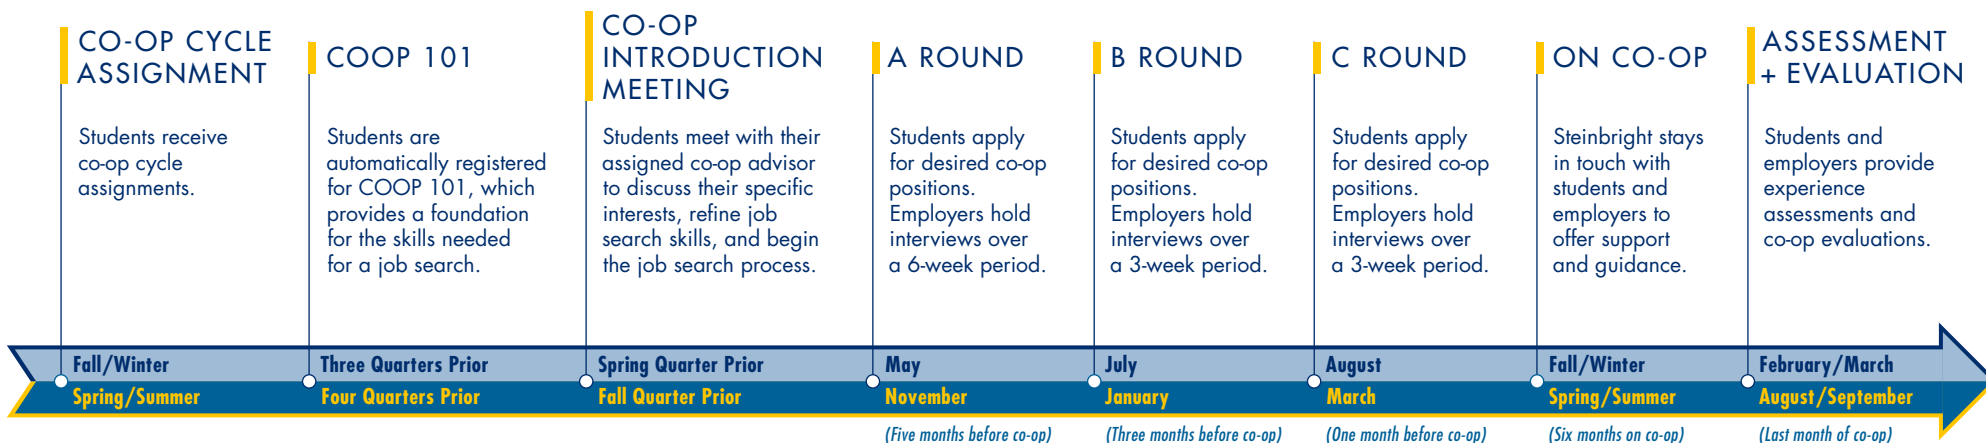 CO-OP CYCLE
ASSIGNMENT
Students receive
co-op cycle
assignments.
COOP 101
Students are
automatically registered
for COOP 101, which
provides a foundation
for the skills needed
for a job search.
CO-OP
INTRODUCTION
MEETING
Students meet with their
assigned co-op advisor
to discuss their specific
interests, refine job
search skills, and begin
the job search process.
A ROUND
Students apply
for desired co-op
positions.
Employers hold
interviews over
a 6-week period.
B ROUND
Students apply
for desired co-op
positions.
Employers hold
interviews over
a 3-week period.
C ROUND
Students apply
for desired co-op
positions.
Employers hold
interviews over
a 3-week period.
ON CO-OP
Steinbright stays
in touch with
students and
employers to
offer support
and guidance.
ASSESSMENT
+ EVALUATION
Students and
employers provide
experience
assessments and
co-op evaluations.
Fall/Winter
Three Quarters Prior
Spring Quarter Prior
May
July
August
Fall/Winter
February/March
Spring/Summer
Four Quarters Prior
Fall Quarter Prior
November
January
March
Spring/Summer
August/September
(Five months before co-op)
(Three months before co-op)
(One month before co-op)
(Six months on co-op)
(Last month of co-op)